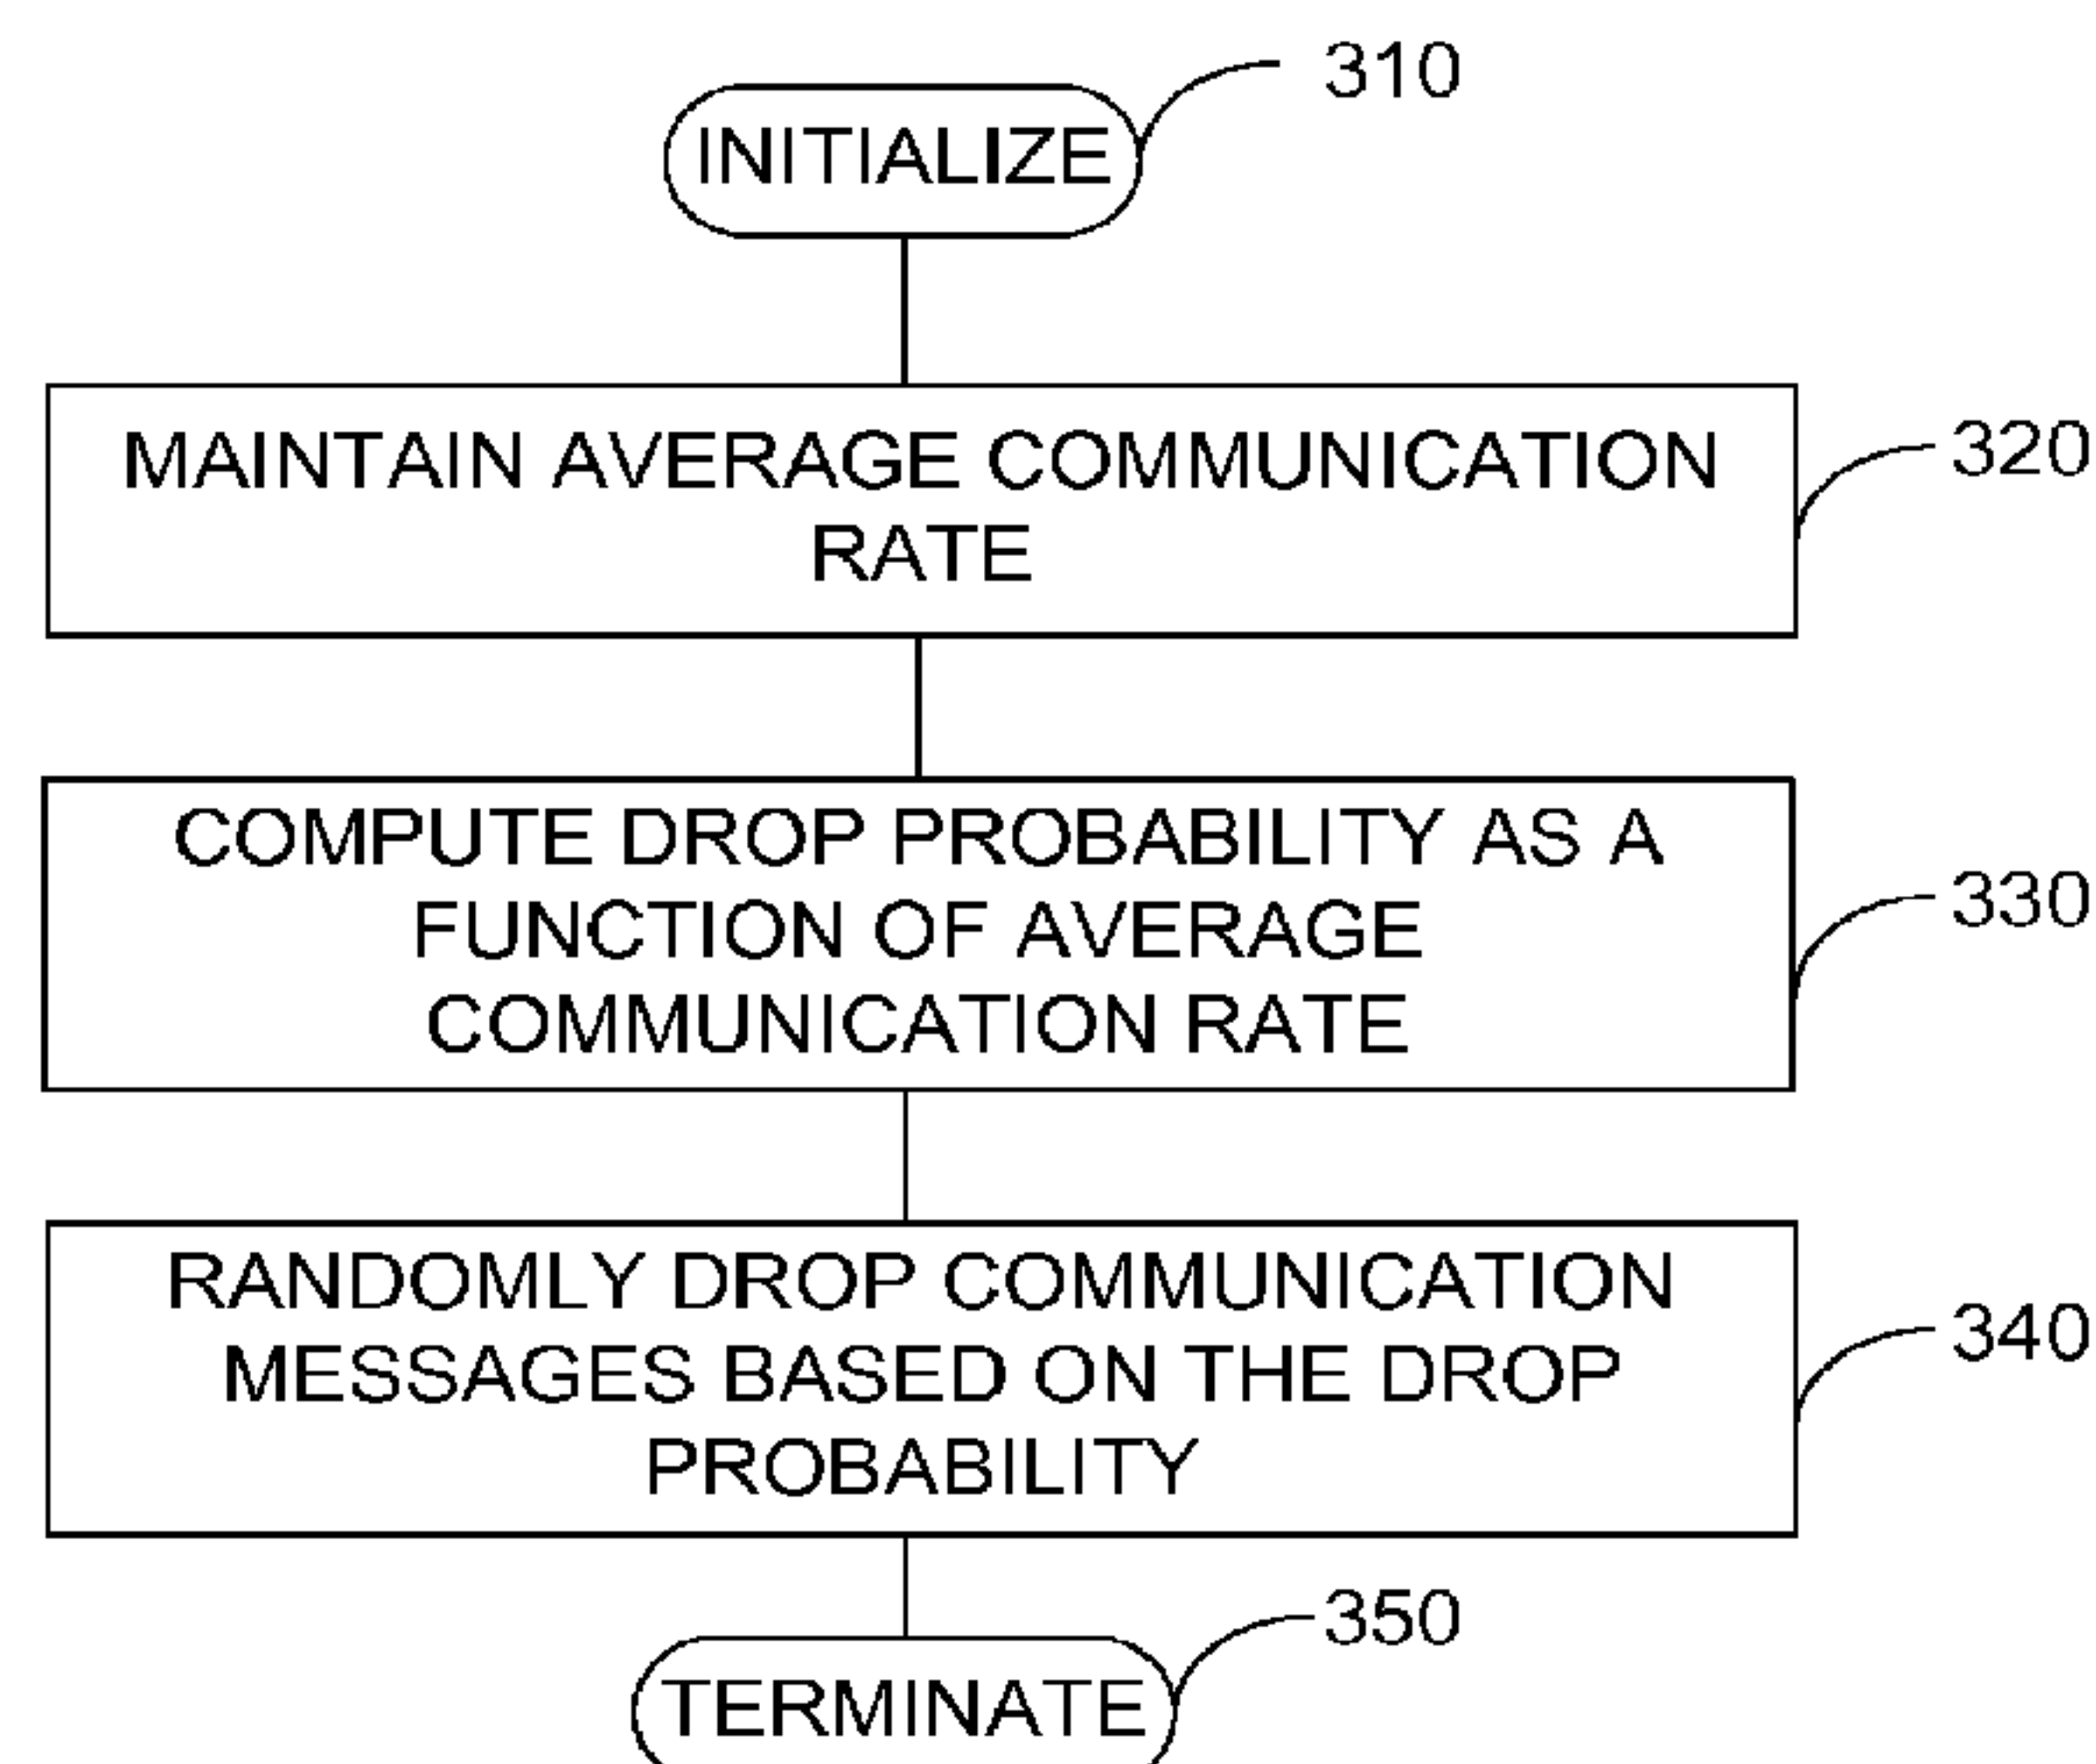 310
INITIALIZE
MAINTAIN AVERAGE COMMUNICATION
RATE
320
COMPUTE DROP PROBABILITY AS A
FUNCTION OF AVERAGE
COMMUNICATION RATE
330
RANDOMLY DROP COMMUNICATION
MESSAGES BASED ON THE DROP
PROBABILITY
340
350
TERMINATE